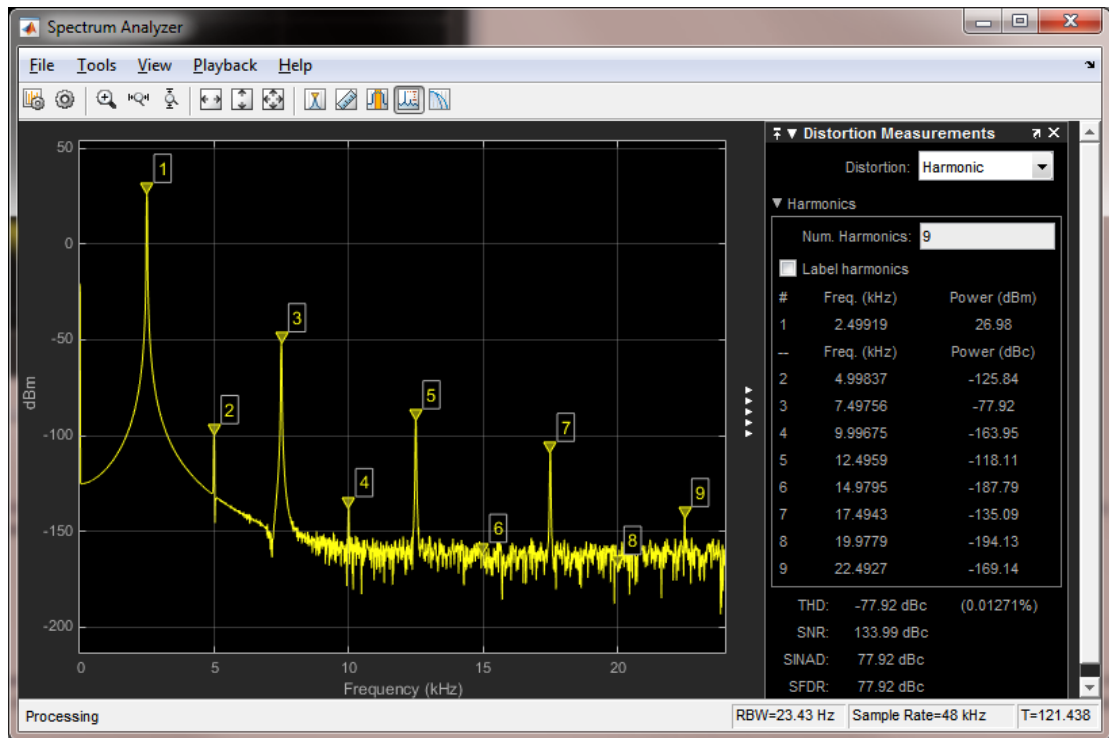 Spectrum Analyzer
File Tools View Playback Help
50
0
-50
-100
-150
-200
dBm
0 5 10 15 20
Frequency (kHz)
1
2
3
4
5
6
7
8
9
Distortion Measurements
Distortion: Harmonic
Harmonics
Num. Harmonics: 9
Label harmonics
# Freq. (kHz) Power (dBm)
1 2.49919 26.98
-- Freq. (kHz) Power (dBc)
2 4.99837 -125.84
3 7.49756 -77.92
4 9.99675 -163.95
5 12.4959 -118.11
6 14.9795 -187.79
7 17.4943 -135.09
8 19.9779 -194.13
9 22.4927 -169.14
THD: -77.92 dBc (0.01271%)
SNR: 133.99 dBc
SINAD: 77.92 dBc
SFDR: 77.92 dBc
Processing
RBW=23.43 Hz Sample Rate=48 kHz T=121.438